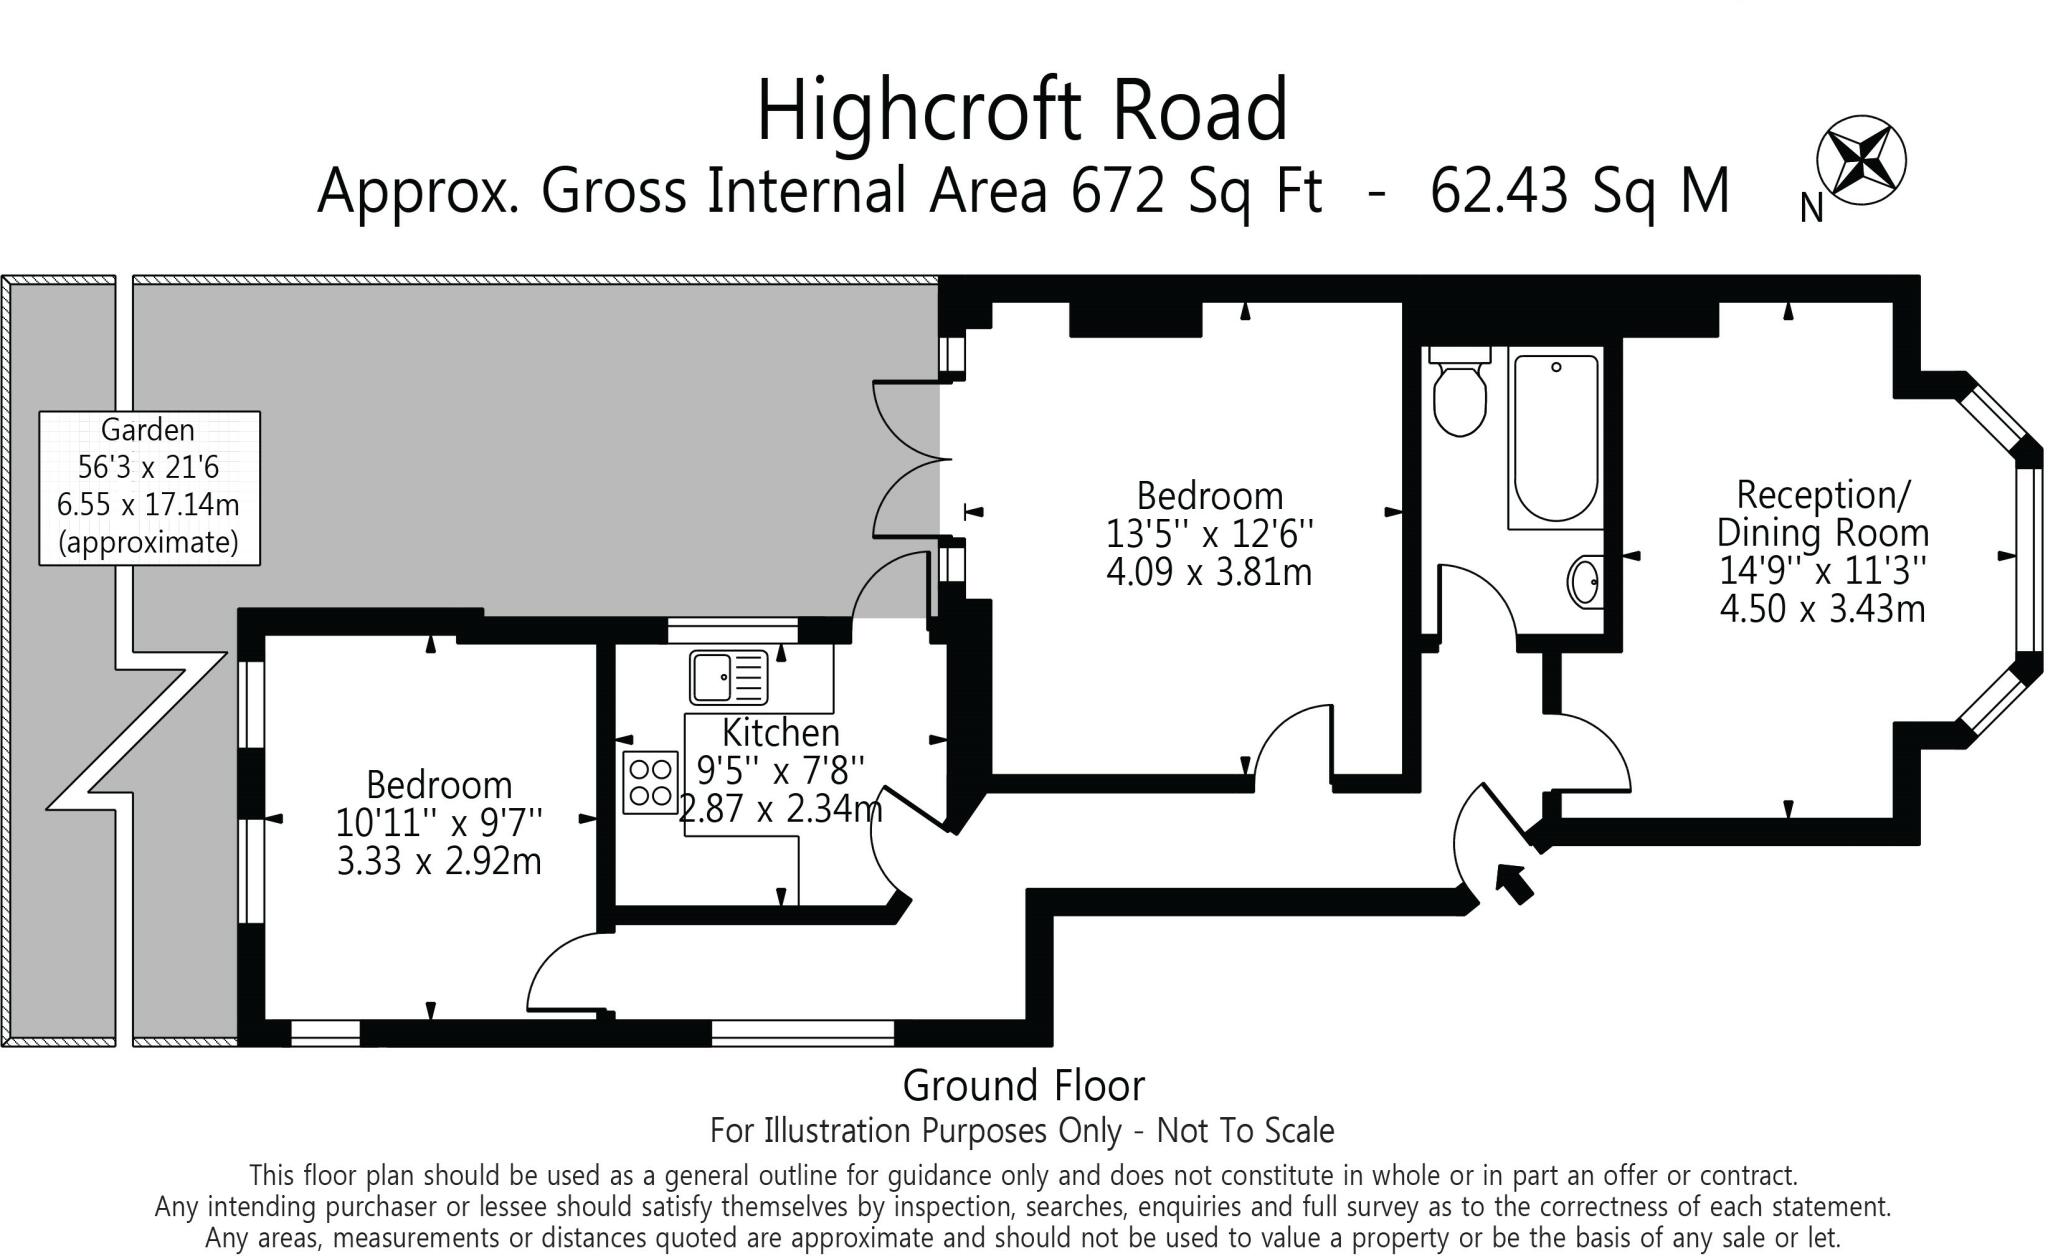 Highcroft Road
Approx. Gross Internal Area 672 Sq Ft - 62.43 Sq M
N
Garden
56'3 x 21'6
6.55 x 17.14m
(approximate)
Bedroom
13'5'' x 12'6''
4.09 x 3.81m
Reception/
Dining Room
14'9'' x 11'3''
4.50 x 3.43m
Kitchen
9'5'' x 7'8''
2.87 x 2.34m
Bedroom
10'11'' x 9'7''
3.33 x 2.92m
Ground Floor
For Illustration Purposes Only - Not To Scale
This floor plan should be used as a general outline for guidance only and does not constitute in whole or in part an offer or contract.
Any intending purchaser or lessee should satisfy themselves by inspection, searches, enquiries and full survey as to the correctness of each statement.
Any areas, measurements or distances quoted are approximate and should not be used to value a property or be the basis of any sale or let.